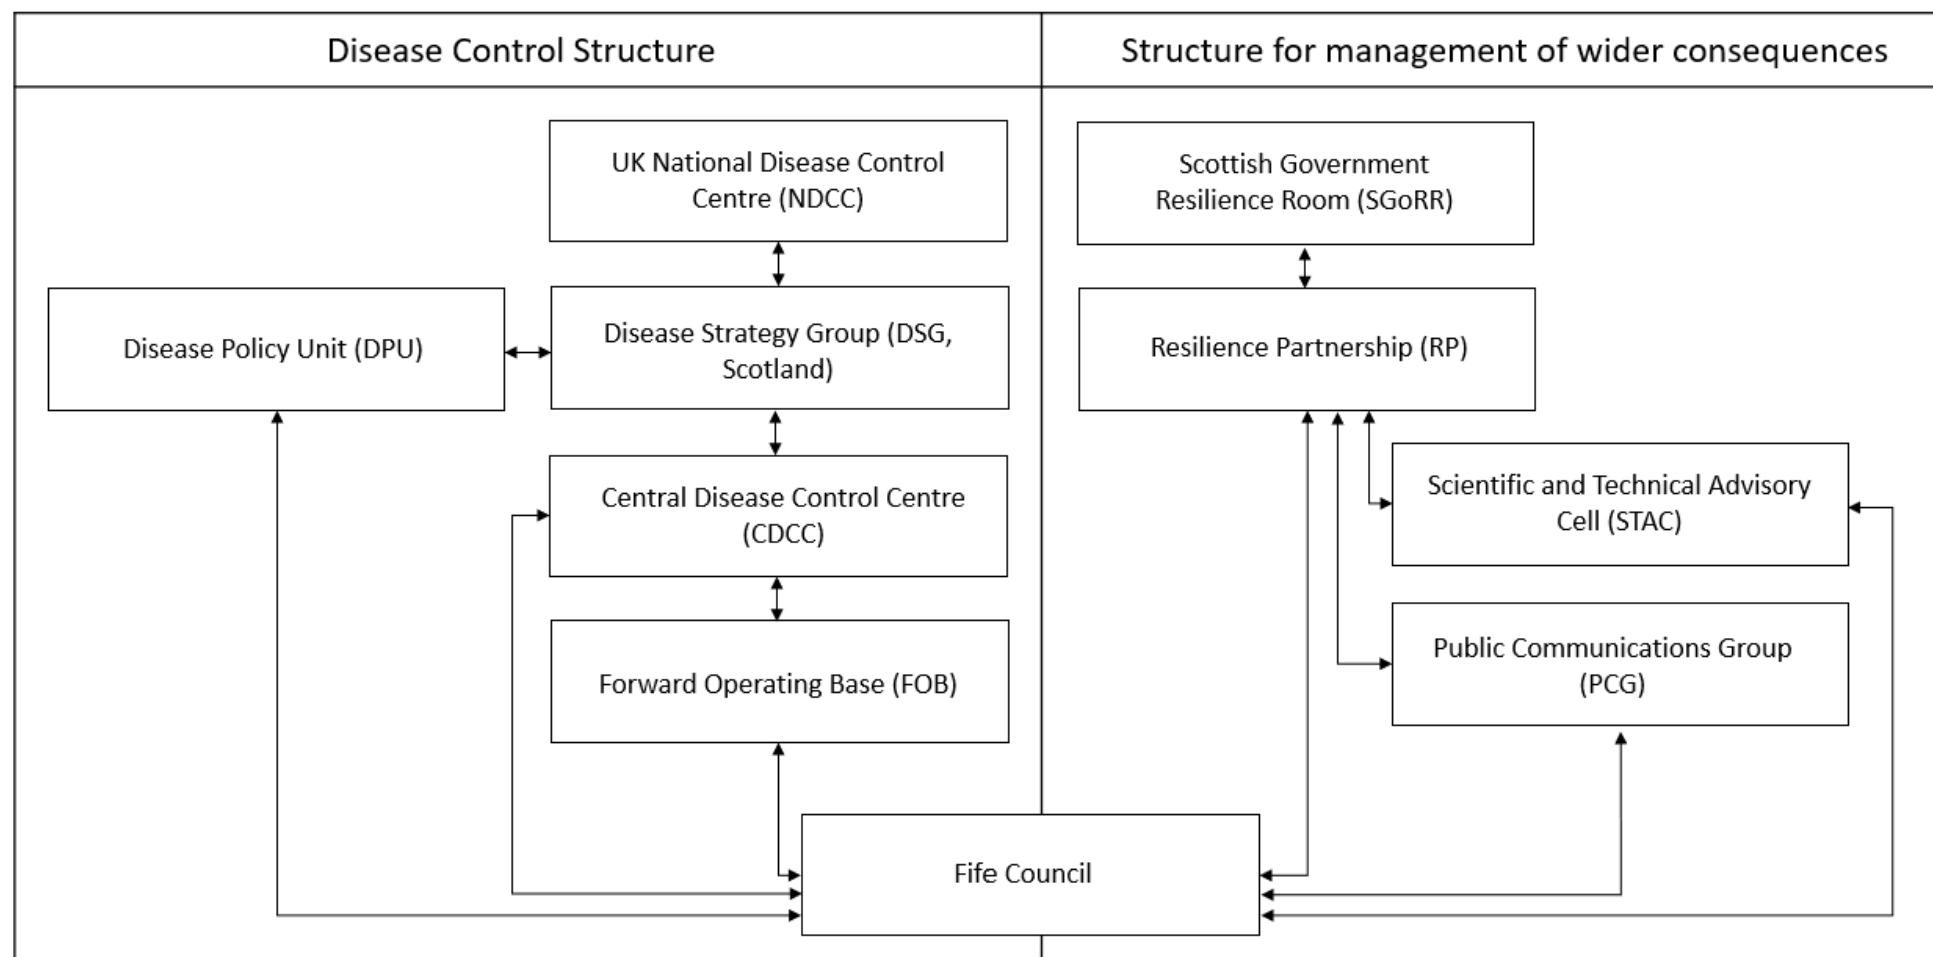 Disease Control Structure
Structure for management of wider consequences
UK National Disease Control
Centre (NDCC)
Scottish Government
Resilience Room (SGoRR)
Disease Policy Unit (DPU)
Disease Strategy Group (DSG,
Scotland)
Resilience Partnership (RP)
Central Disease Control Centre
(CDCC)
Scientific and Technical Advisory
Cell (STAC)
Forward Operating Base (FOB)
Public Communications Group
(PCG)
Fife Council